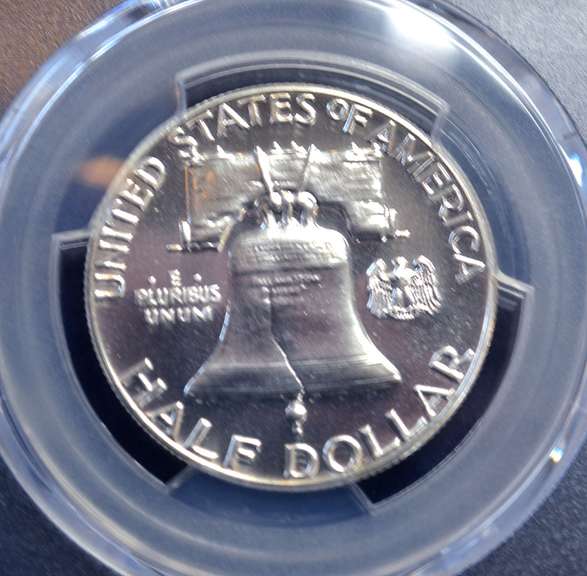 UNITED STATES OF AMERICA
E
PLURIBUS
UNUM
HALF DOLLAR